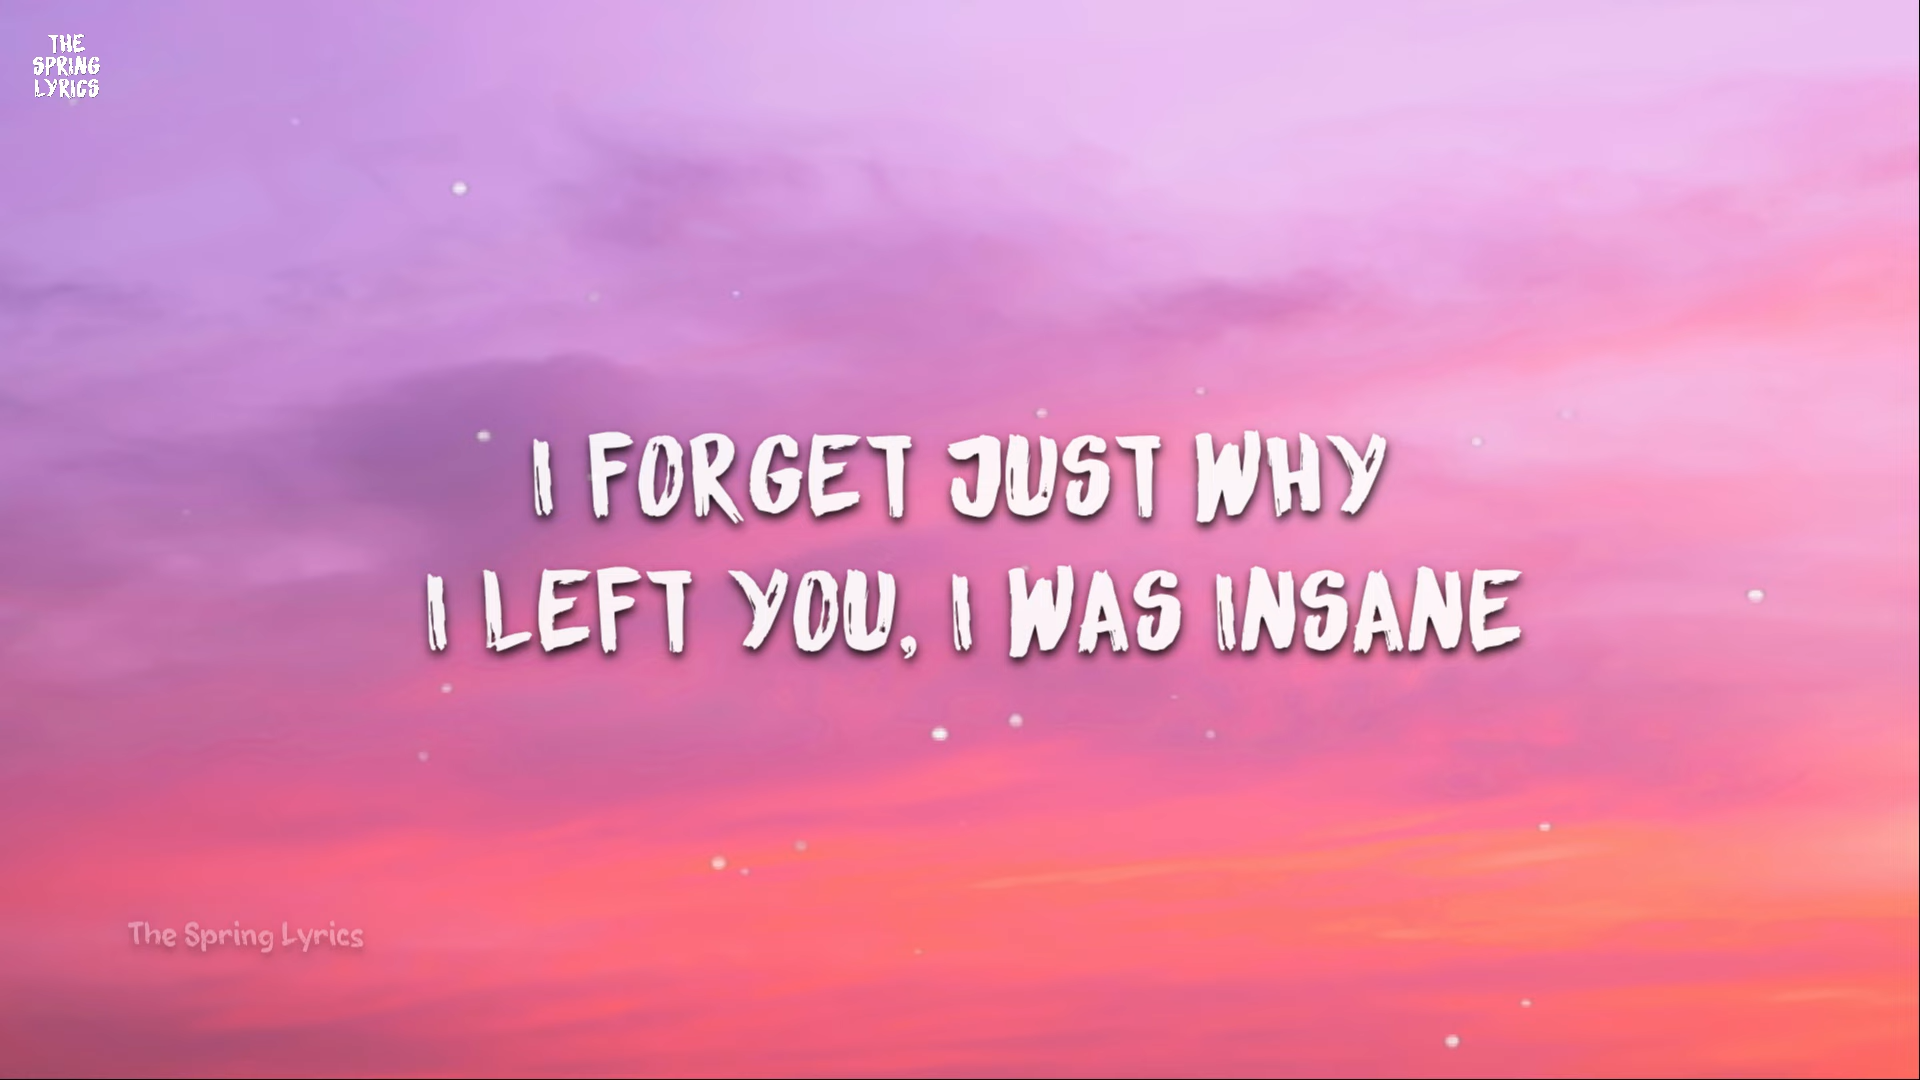 THE
SPRING
LYRICS
I FORGET JUST WHY
I LEFT YOU, I WAS INSANE
The Spring Lyrics